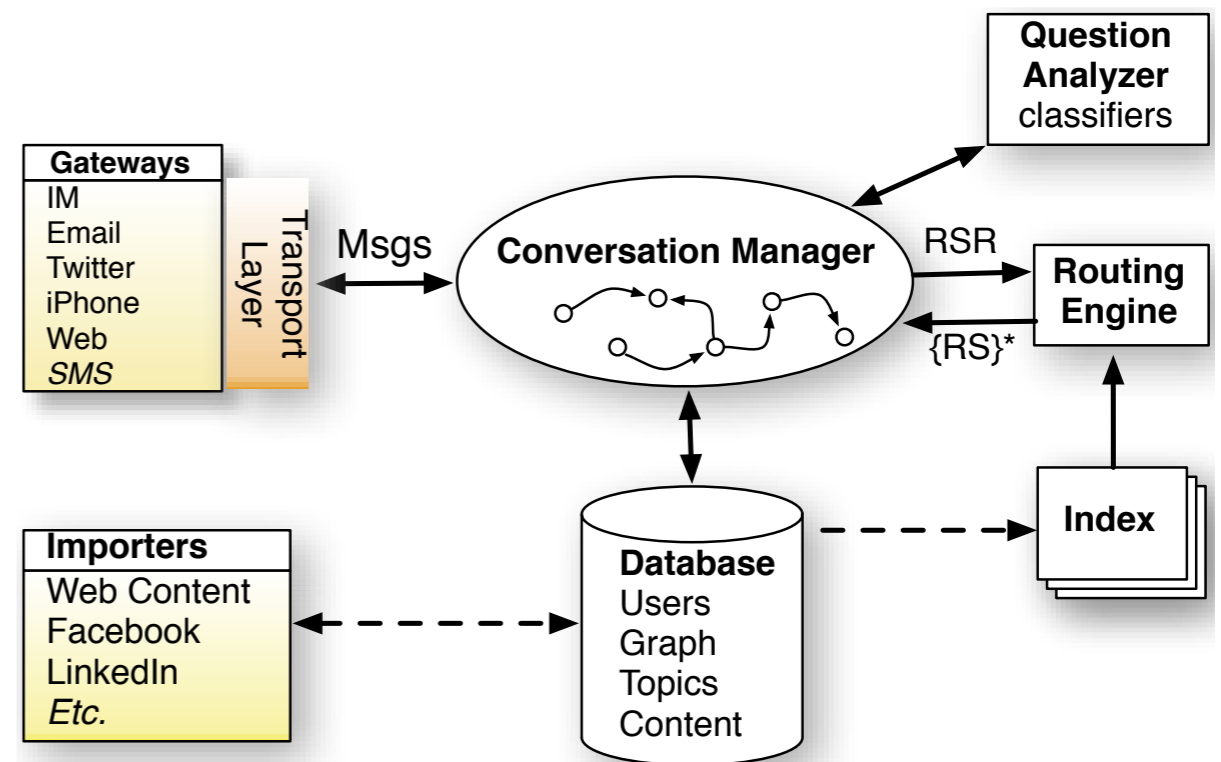 Question
Analyzer
classifiers
Gateways
IM
Email
Twitter
iPhone
Web
SMS
Transport
Layer
Msgs
Conversation Manager
RSR
{RS}*
Routing
Engine
Index
Importers
Web Content
Facebook
LinkedIn
Etc.
Database
Users
Graph
Topics
Content